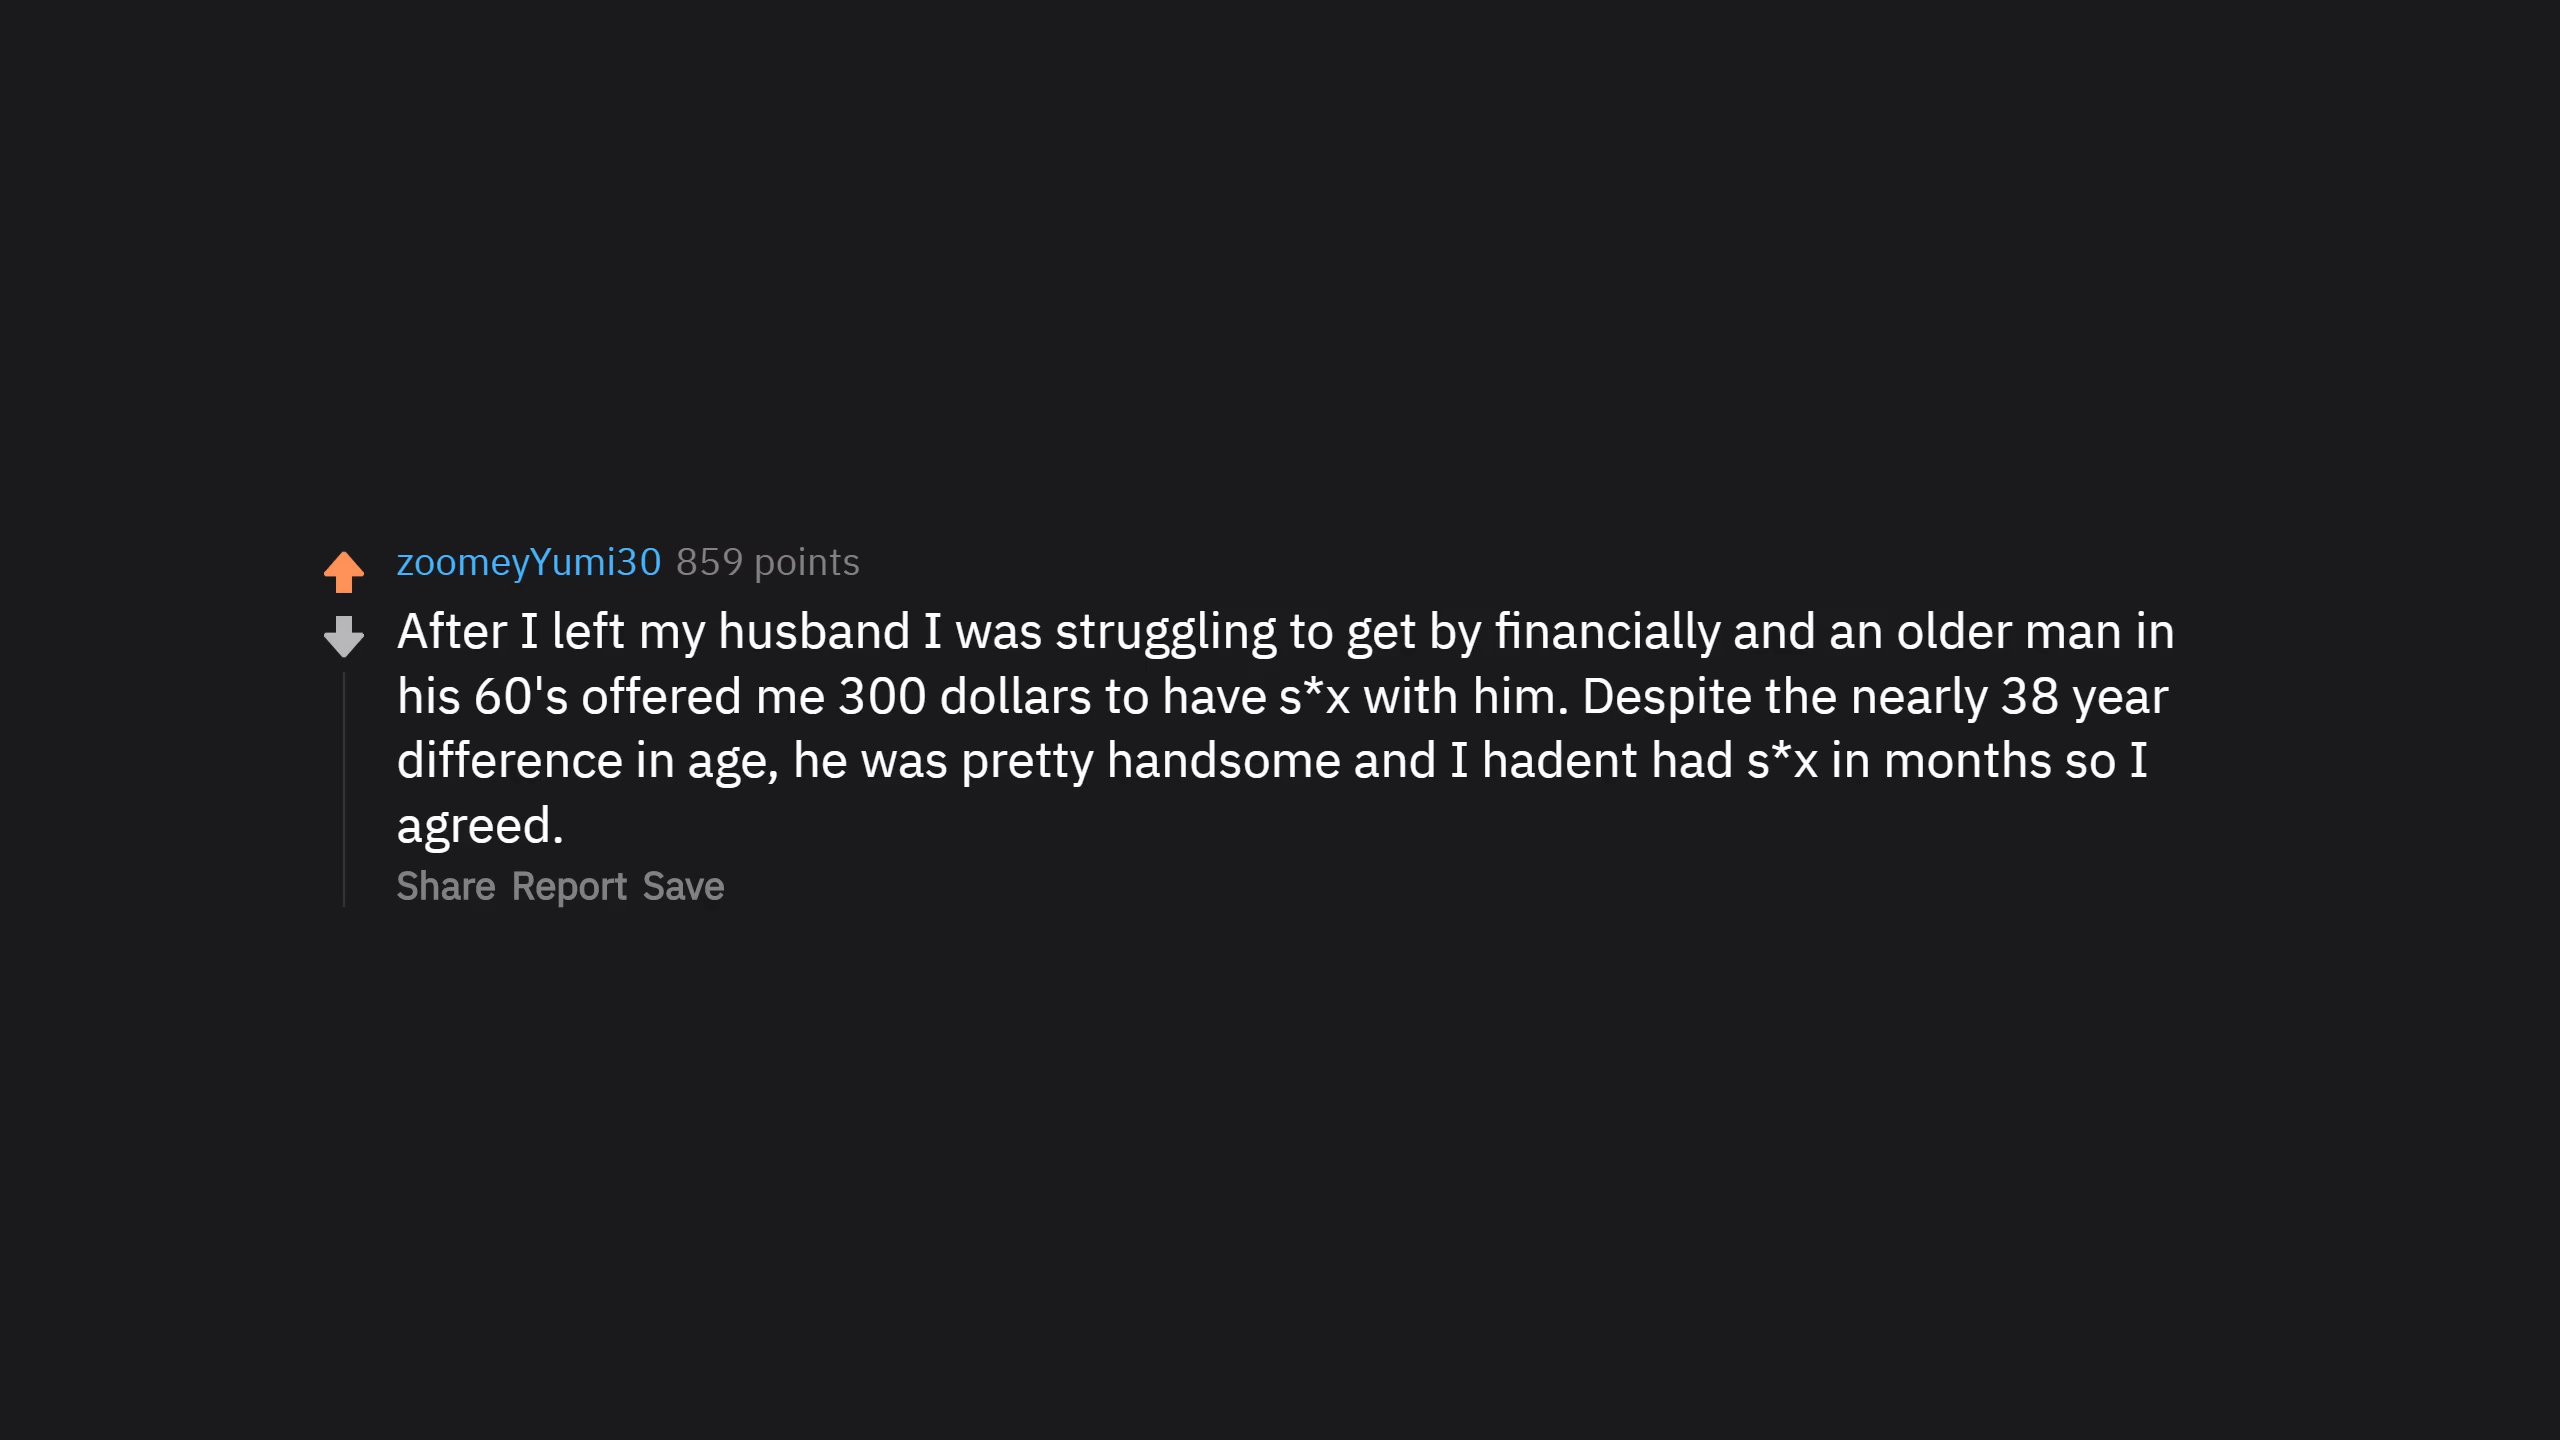 zoomeyYumi30 859 points
After I left my husband I was struggling to get by financially and an older man in
his 60's offered me 300 dollars to have s*x with him. Despite the nearly 38 year
difference in age, he was pretty handsome and I hadent had s*x in months so I
agreed.
Share Report Save